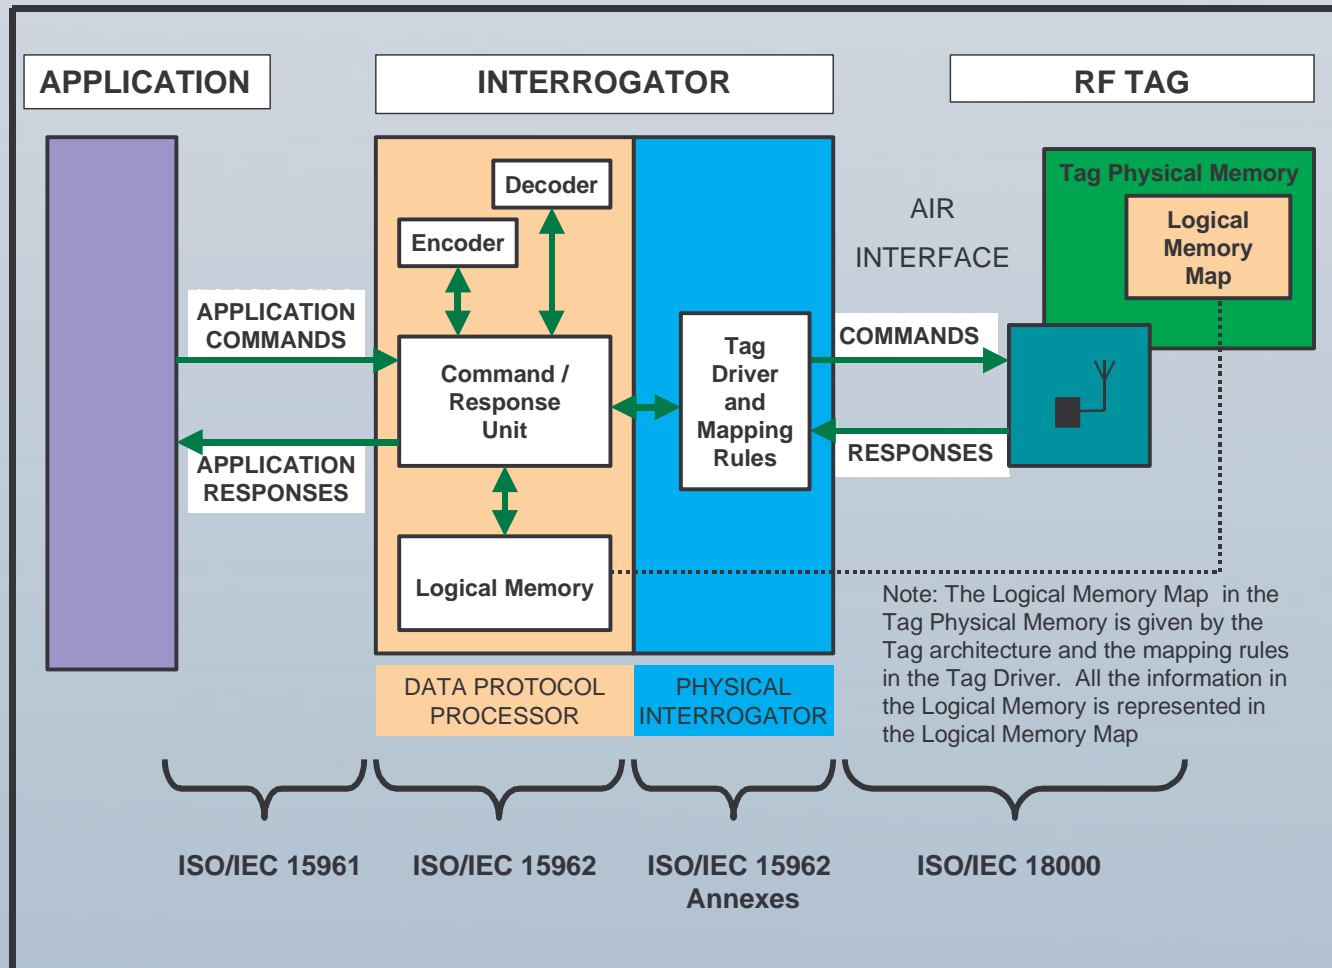 APPLICATION
INTERROGATOR
RF TAG
Decoder
Encoder
APPLICATION
COMMANDS
Command /
Response
Unit
APPLICATION
RESPONSES
Logical Memory
Tag
Driver
and
Mapping
Rules
AIR
INTERFACE
COMMANDS
RESPONSES
Tag Physical Memory
Logical
Memory
Map
Note: The Logical Memory Map in the
Tag Physical Memory is given by the
Tag architecture and the mapping rules
in the Tag Driver. All the information in
the Logical Memory is represented in
the Logical Memory Map
DATA PROTOCOL
PROCESSOR
PHYSICAL
INTERROGATOR
ISO/IEC 15961
ISO/IEC 15962
ISO/IEC 15962
Annexes
ISO/IEC 18000